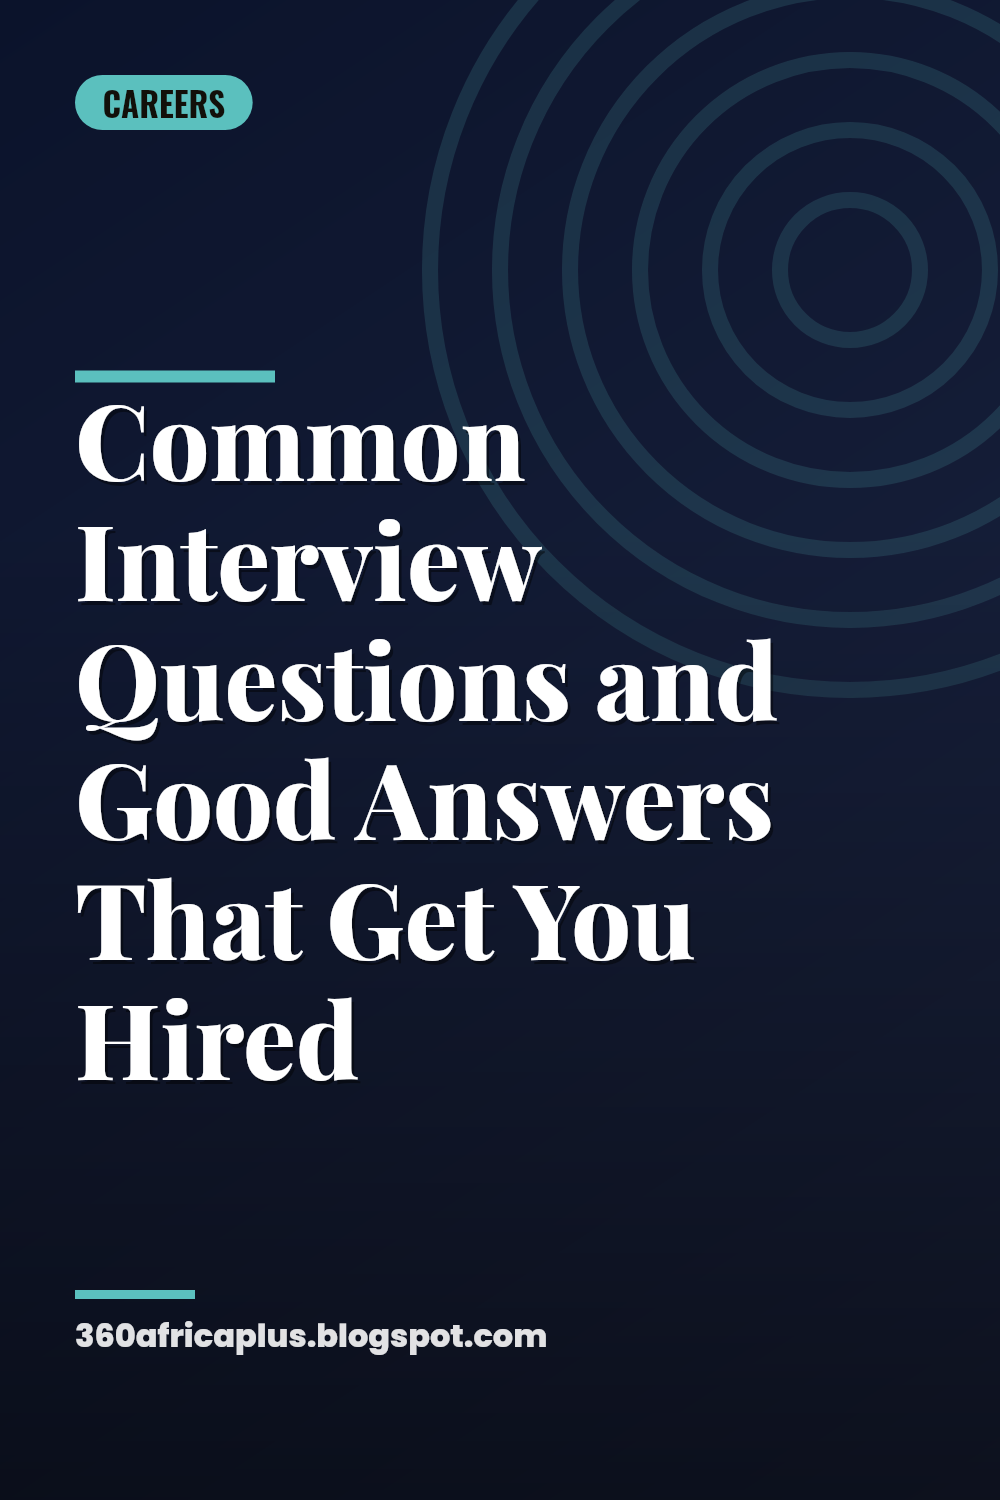 CAREERS
Common
Interview
Questions and
Good Answers
That Get You
Hired
360africaplus.blogspot.com